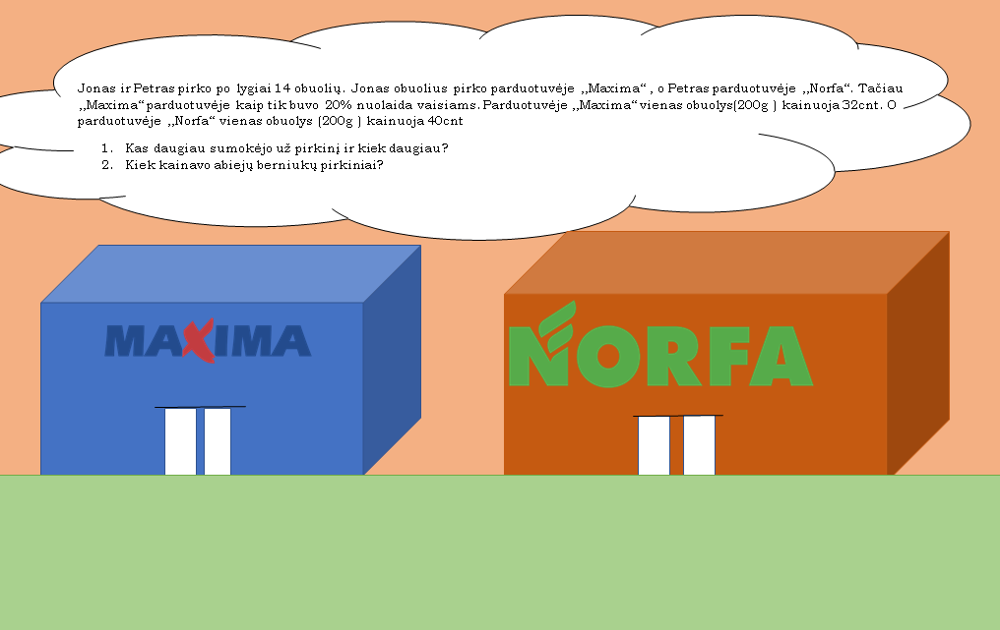 Jonas ir Petras pirko po lygiai 14 obuolių. Jonas obuolius pirko parduotuvėje ,,Maxima“ , o Petras parduotuvėje ,,Norfa“. Tačiau
,,Maxima“ parduotuvėje kaip tik buvo 20% nuolaida vaisiams. Parduotuvėje ,,Maxima“ vienas obuolys(200g ) kainuoja 32cnt. O
parduotuvėje ,,Norfa“ vienas obuolys (200g ) kainuoja 40cnt
1. Kas daugiau sumokėjo už pirkinį ir kiek daugiau?
2. Kiek kainavo abiejų berniukų pirkiniai?
MAXIMA
NORFA